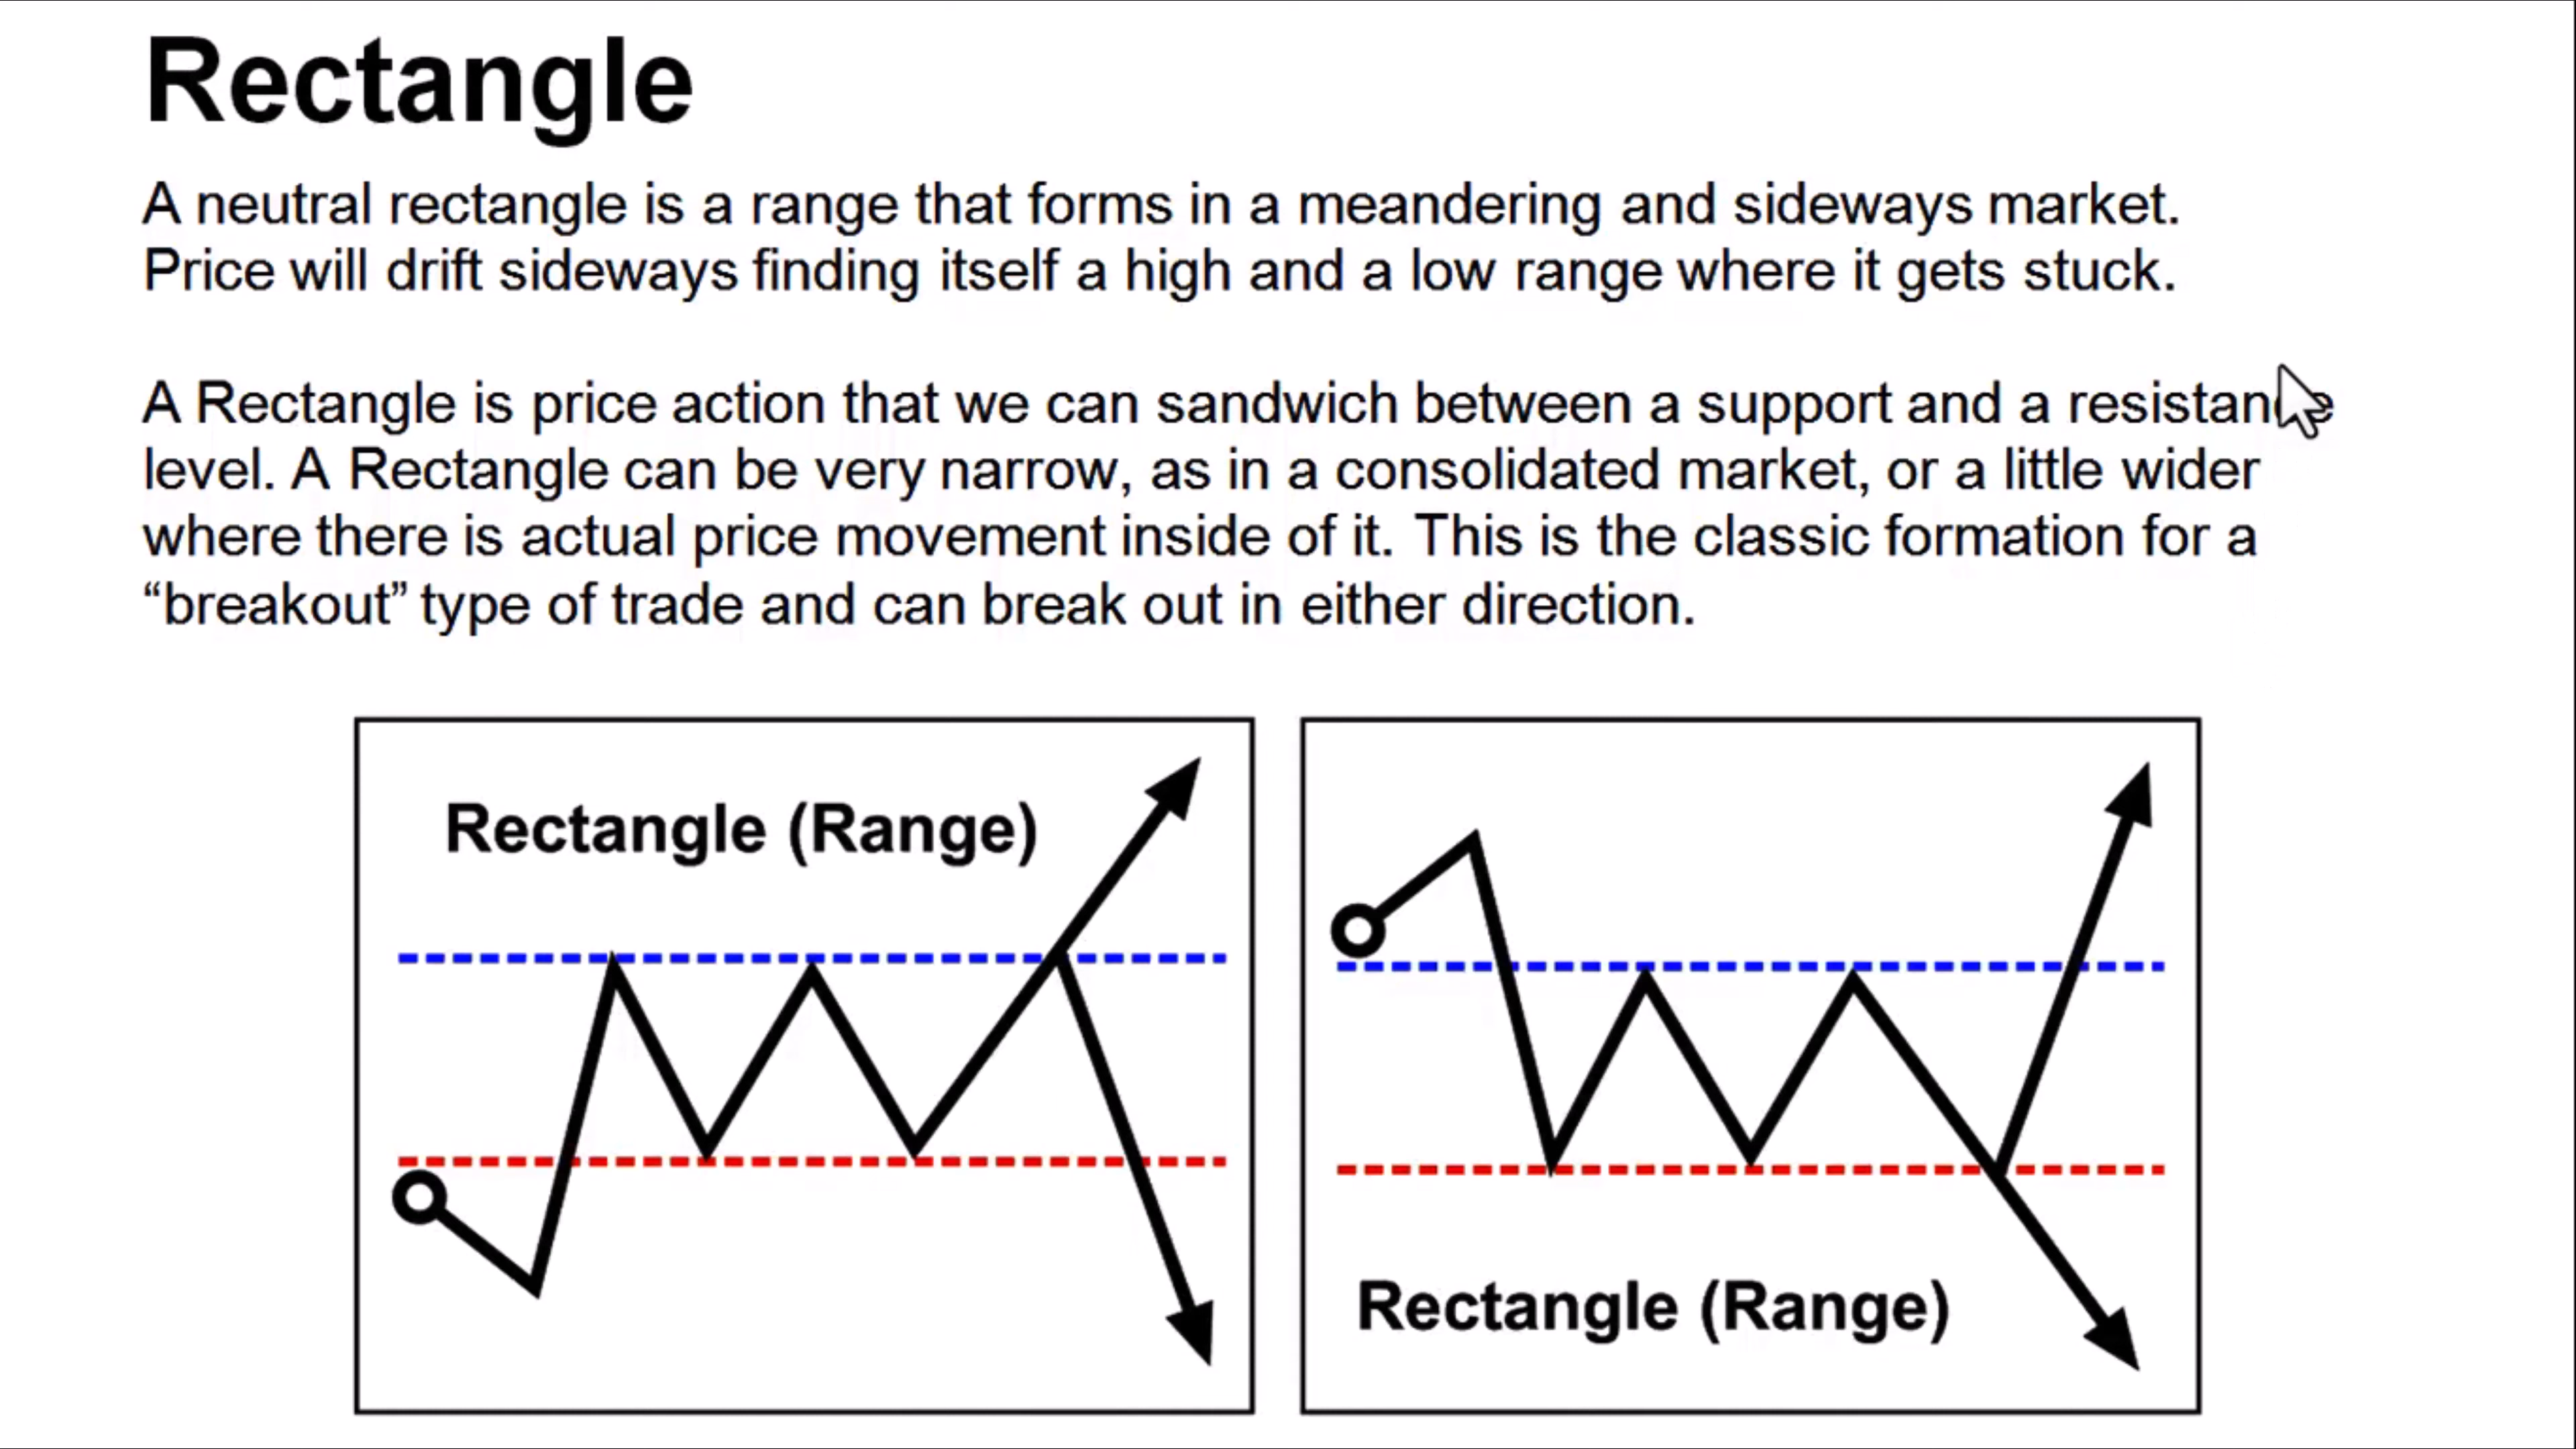 Rectangle
A neutral rectangle is a range that forms in a meandering and sideways market.
Price will drift sideways finding itself a high and a low range where it gets stuck.
A Rectangle is price action that we can sandwich between a support and a resistance
level. A Rectangle can be very narrow, as in a consolidated market, or a little wider
where there is actual price movement inside of it. This is the classic formation for a
“breakout” type of trade and can break out in either direction.
Rectangle (Range)
Rectangle (Range)